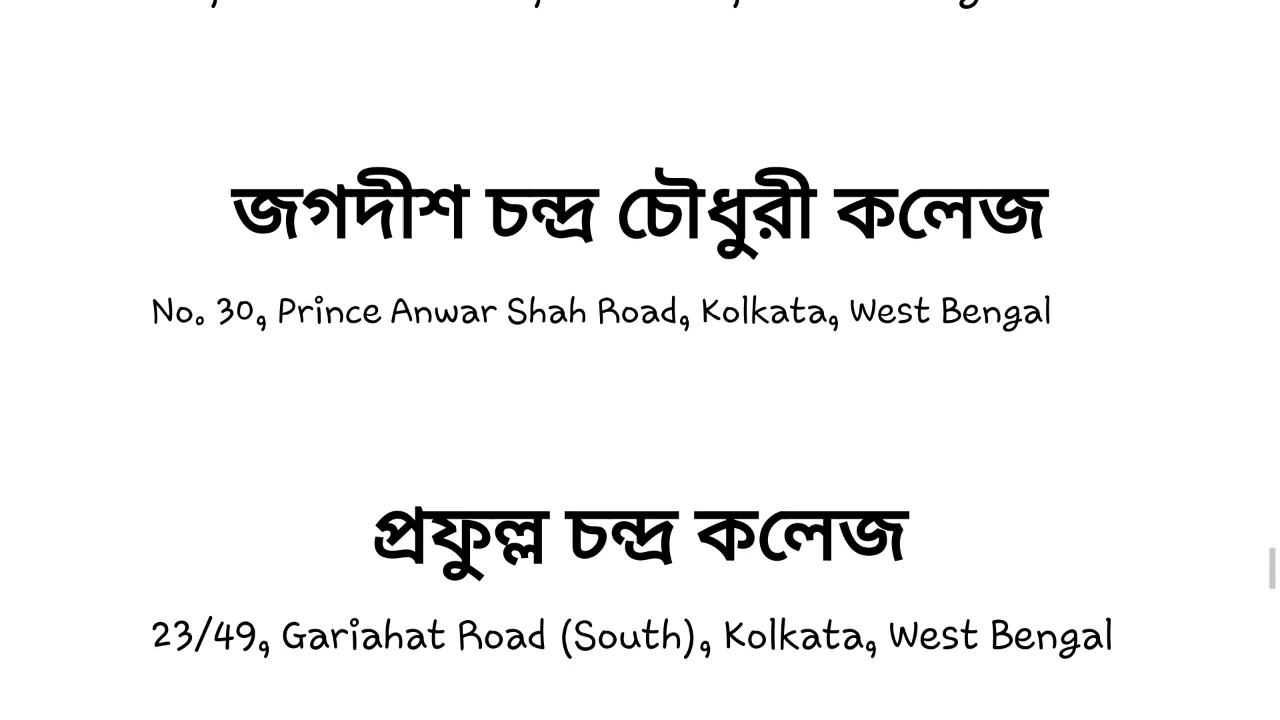 জগদীশ চন্দ্র চৌধুরী কলেজ
No. 30, Prince Anwar Shah Road, Kolkata, West Bengal
প্রফুল্ল চন্দ্র কলেজ
23/49, Gariahat Road (South), Kolkata, West Bengal